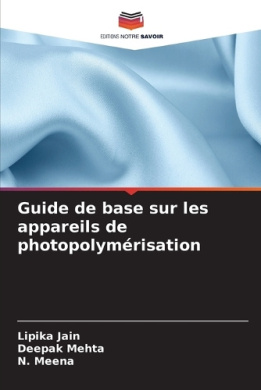 EDITIONS NOTRE SAVOIR
Guide de base sur les
appareils de
photopolymérisation
Lipika Jain
Deepak Mehta
N. Meena